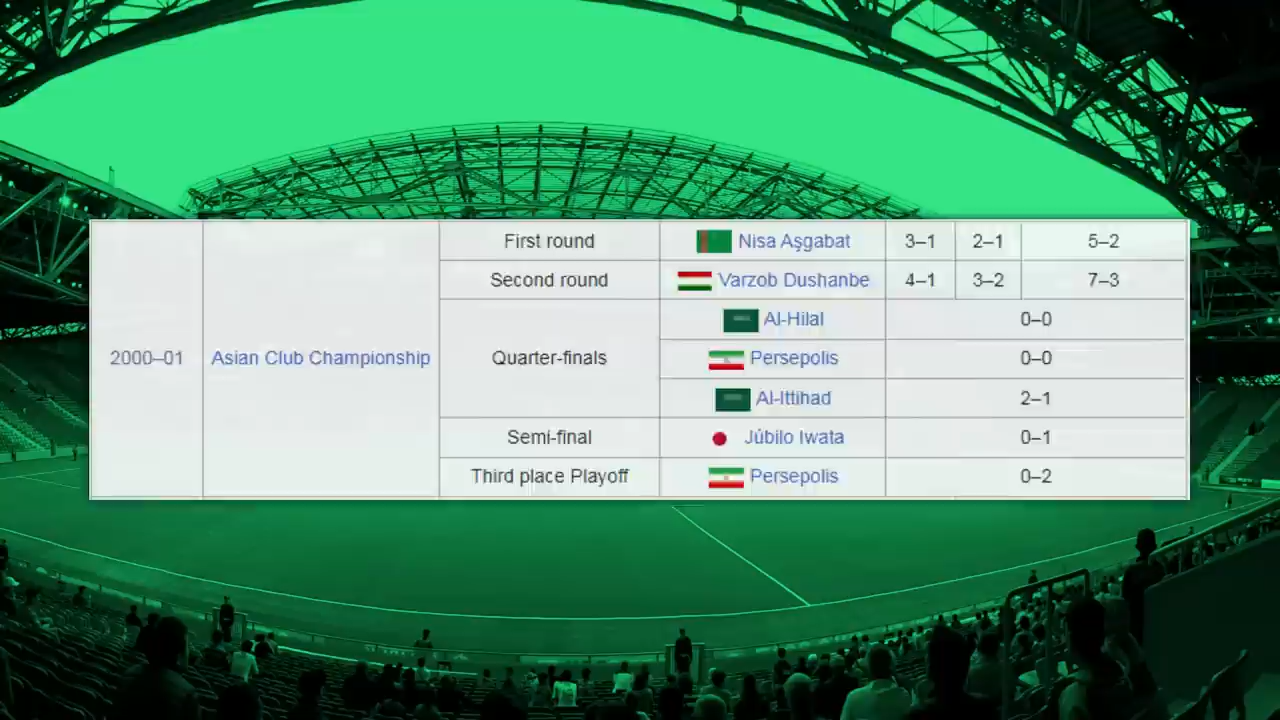 First round Nisa Aşgabat 3–1 2–1 5–2
Second round Varzob Dushanbe 4–1 3–2 7–3
Al-Hilal 0–0
2000–01 Asian Club Championship Quarter-finals Persepolis 0–0
Al-Ittihad 2–1
Semi-final Júbilo Iwata 0–1
Third place Playoff Persepolis 0–2